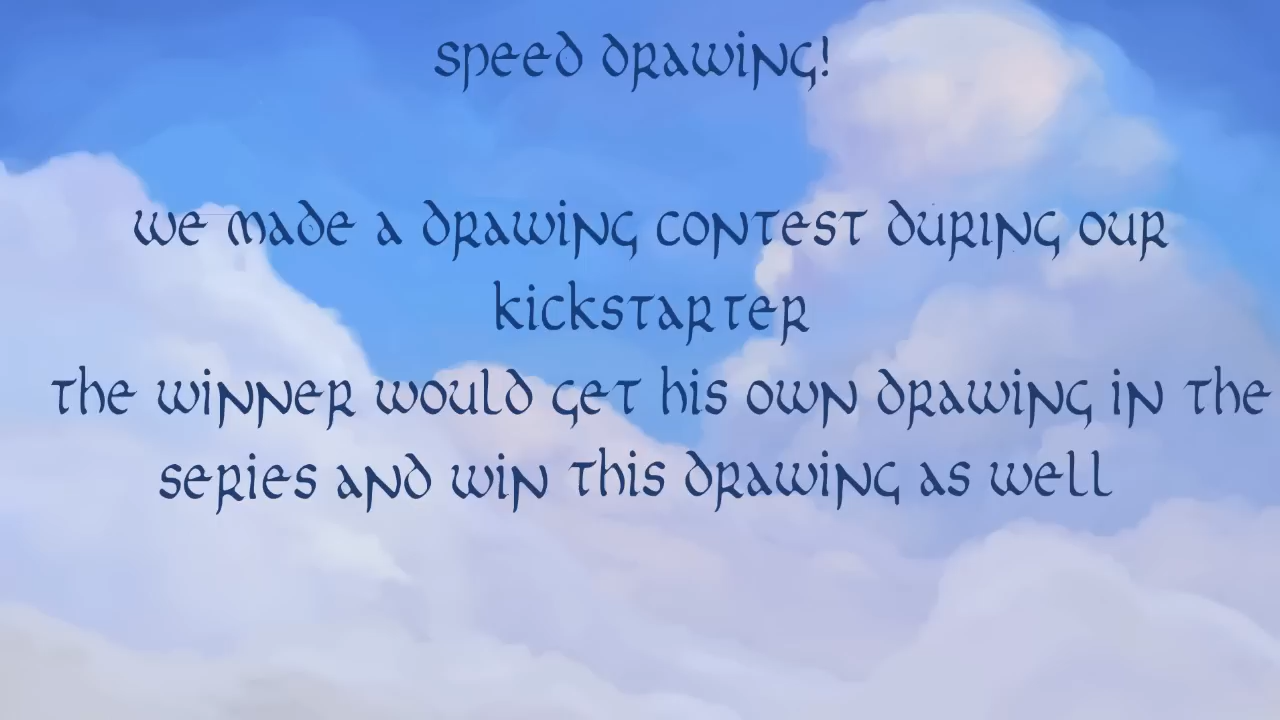 speed drawing!
we made a drawing contest during our
kickstarter
the winner would get his own drawing in the
series and win this drawing as well